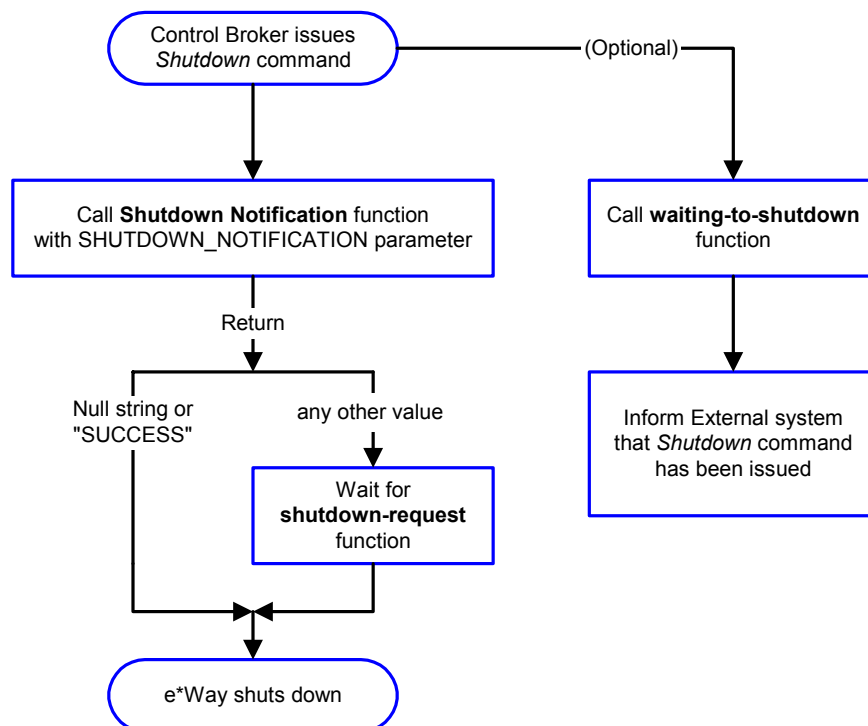 Control Broker issues
Shutdown command
(Optional)
Call Shutdown Notification function
with SHUTDOWN_NOTIFICATION parameter
Call waiting-to-shutdown
function
Return
Null string or
"SUCCESS"
any other value
Inform External system
that Shutdown command
has been issued
Wait for
shutdown-request
function
e*Way shuts down